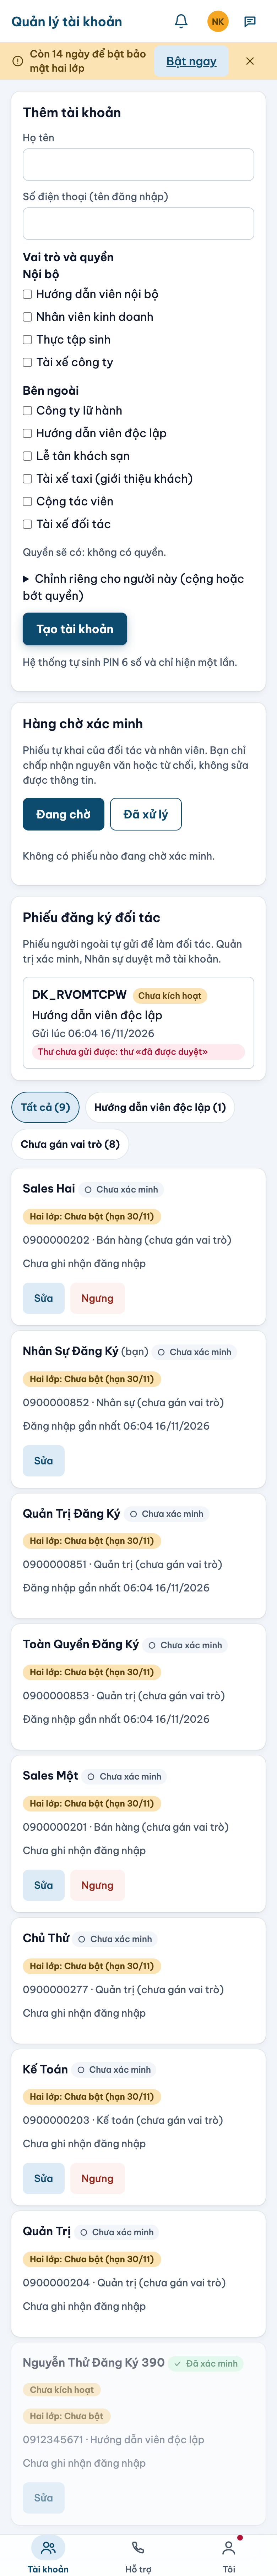 Quản lý tài khoản
NK
Còn 14 ngày để bật bảo
mật hai lớp
Bật ngay
Thêm tài khoản
Họ tên
Số điện thoại (tên đăng nhập)
Vai trò và quyền
Nội bộ
Hướng dẫn viên nội bộ
Nhân viên kinh doanh
Thực tập sinh
Tài xế công ty
Bên ngoài
Công ty lữ hành
Hướng dẫn viên độc lập
Lễ tân khách sạn
Tài xế taxi (giới thiệu khách)
Cộng tác viên
Tài xế đối tác
Quyền sẽ có: không có quyền.
Chỉnh riêng cho người này (cộng hoặc
bớt quyền)
Tạo tài khoản
Hệ thống tự sinh PIN 6 số và chỉ hiện một lần.
Hàng chờ xác minh
Phiếu tự khai của đối tác và nhân viên. Bạn chỉ
chấp nhận nguyên văn hoặc từ chối, không sửa
được thông tin.
Đang chờ
Đã xử lý
Không có phiếu nào đang chờ xác minh.
Phiếu đăng ký đối tác
Phiếu người ngoài tự gửi để làm đối tác. Quản
trị xác minh, Nhân sự duyệt mở tài khoản.
DK_RVOMTCPW Chưa kích hoạt
Hướng dẫn viên độc lập
Gửi lúc 06:04 16/11/2026
Thư chưa gửi được: thư «đã được duyệt»
Tất cả (9)
Hướng dẫn viên độc lập (1)
Chưa gán vai trò (8)
Sales Hai Chưa xác minh
Hai lớp: Chưa bật (hạn 30/11)
0900000202 · Bán hàng (chưa gán vai trò)
Chưa ghi nhận đăng nhập
Sửa
Ngưng
Nhân Sự Đăng Ký (bạn) Chưa xác minh
Hai lớp: Chưa bật (hạn 30/11)
0900000852 · Nhân sự (chưa gán vai trò)
Đăng nhập gần nhất 06:04 16/11/2026
Sửa
Quản Trị Đăng Ký Chưa xác minh
Hai lớp: Chưa bật (hạn 30/11)
0900000851 · Quản trị (chưa gán vai trò)
Đăng nhập gần nhất 06:04 16/11/2026
Toàn Quyền Đăng Ký Chưa xác minh
Hai lớp: Chưa bật (hạn 30/11)
0900000853 · Quản trị (chưa gán vai trò)
Đăng nhập gần nhất 06:04 16/11/2026
Sales Một Chưa xác minh
Hai lớp: Chưa bật (hạn 30/11)
0900000201 · Bán hàng (chưa gán vai trò)
Chưa ghi nhận đăng nhập
Sửa
Ngưng
Chủ Thử Chưa xác minh
Hai lớp: Chưa bật (hạn 30/11)
0900000277 · Quản trị (chưa gán vai trò)
Chưa ghi nhận đăng nhập
Kế Toán Chưa xác minh
Hai lớp: Chưa bật (hạn 30/11)
0900000203 · Kế toán (chưa gán vai trò)
Chưa ghi nhận đăng nhập
Sửa
Ngưng
Quản Trị Chưa xác minh
Hai lớp: Chưa bật (hạn 30/11)
0900000204 · Quản trị (chưa gán vai trò)
Chưa ghi nhận đăng nhập
Nguyễn Thử Đăng Ký 390 Đã xác minh
Chưa kích hoạt
Hai lớp: Chưa bật
0912345671 · Hướng dẫn viên độc lập
Chưa ghi nhận đăng nhập
Sửa
Tài khoản
Hỗ trợ
Tôi